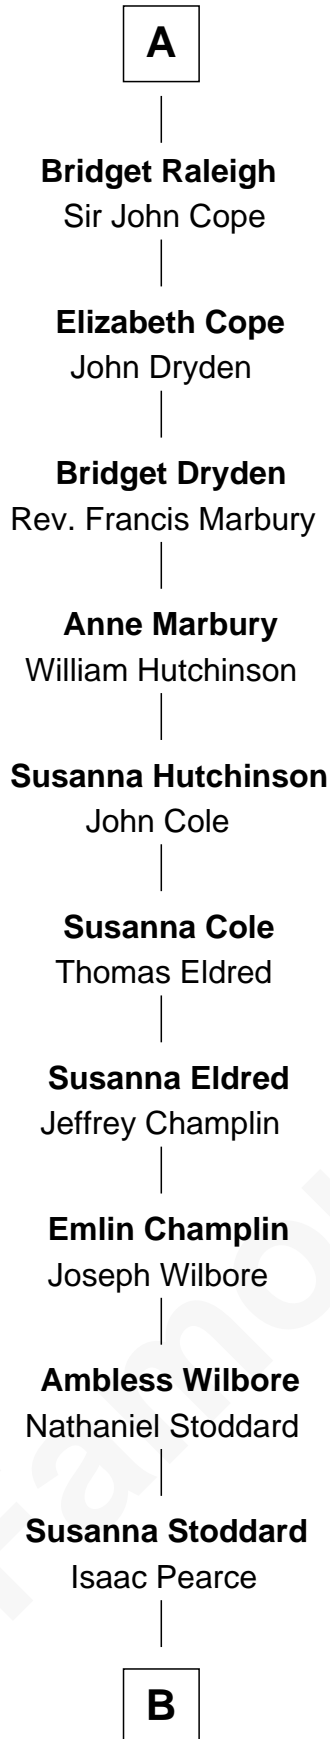 A
Bridget Raleigh
Sir John Cope
Elizabeth Cope
John Dryden
Bridget Dryden
Rev. Francis Marbury
Anne Marbury
William Hutchinson
Susanna Hutchinson
John Cole
Susanna Cole
Thomas Eldred
Susanna Eldred
Jeffrey Champlin
Emlin Champlin
Joseph Wilbore
Ambless Wilbore
Nathaniel Stoddard
Susanna Stoddard
Isaac Pearce
B